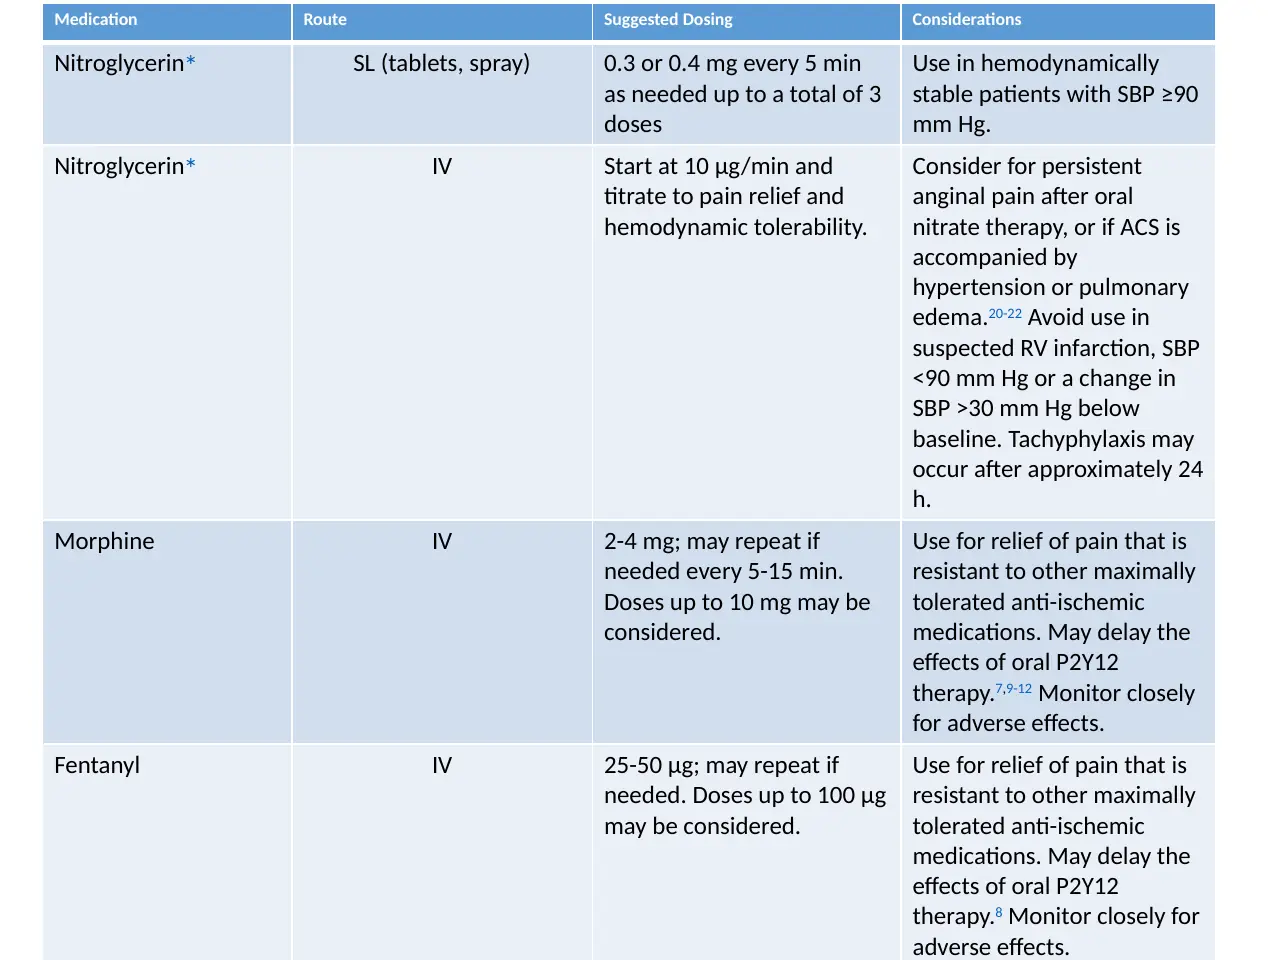 Medication
Route
Suggested Dosing
Considerations
Nitroglycerin*
SL (tablets, spray)
0.3 or 0.4 mg every 5 min
as needed up to a total of 3
doses
Use in hemodynamically
stable patients with SBP ≥90
mm Hg.
Nitroglycerin*
IV
Start at 10 μg/min and
titrate to pain relief and
hemodynamic tolerability.
Consider for persistent
anginal pain after oral
nitrate therapy, or if ACS is
accompanied by
hypertension or pulmonary
edema.20-22 Avoid use in
suspected RV infarction, SBP
<90 mm Hg or a change in
SBP >30 mm Hg below
baseline. Tachyphylaxis may
occur after approximately 24
h.
Morphine
IV
2-4 mg; may repeat if
needed every 5-15 min.
Doses up to 10 mg may be
considered.
Use for relief of pain that is
resistant to other maximally
tolerated anti-ischemic
medications. May delay the
effects of oral P2Y12
therapy.7,9-12 Monitor closely
for adverse effects.
Fentanyl
IV
25-50 μg; may repeat if
needed. Doses up to 100 μg
may be considered.
Use for relief of pain that is
resistant to other maximally
tolerated anti-ischemic
medications. May delay the
effects of oral P2Y12
therapy.8 Monitor closely for
adverse effects.